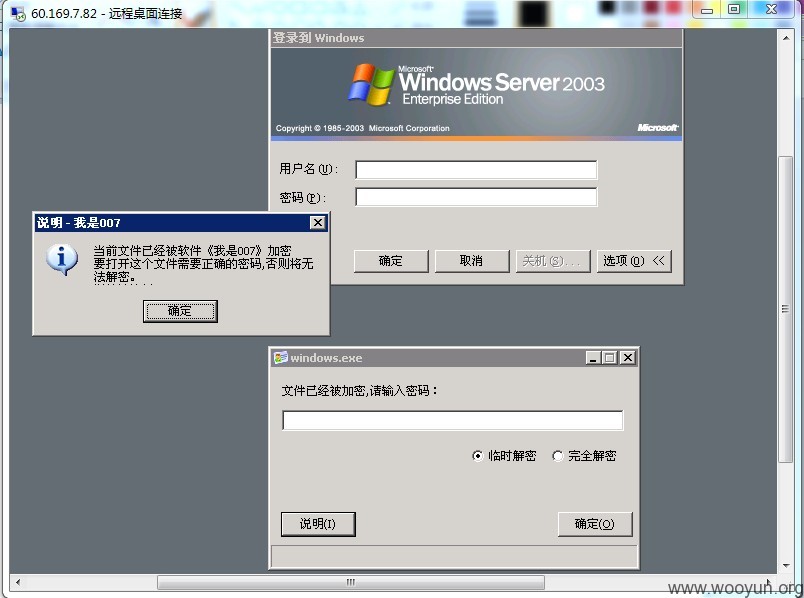 60.169.7.82 - 远程桌面连接
登录到 Windows
Microsoft
Windows Server 2003
Enterprise Edition
Copyright © 1985-2003 Microsoft Corporation
Microsoft
用户名(U):
密码(P):
确定
取消
关机(S)...
选项(O) <<
说明 - 我是007
当前文件已经被软件《我是007》加密
要打开这个文件需要正确的密码,否则将无
法解密。
确定
windows.exe
文件已经被加密,请输入密码：
临时解密
完全解密
说明(I)
确定(O)
www.wooyun.org